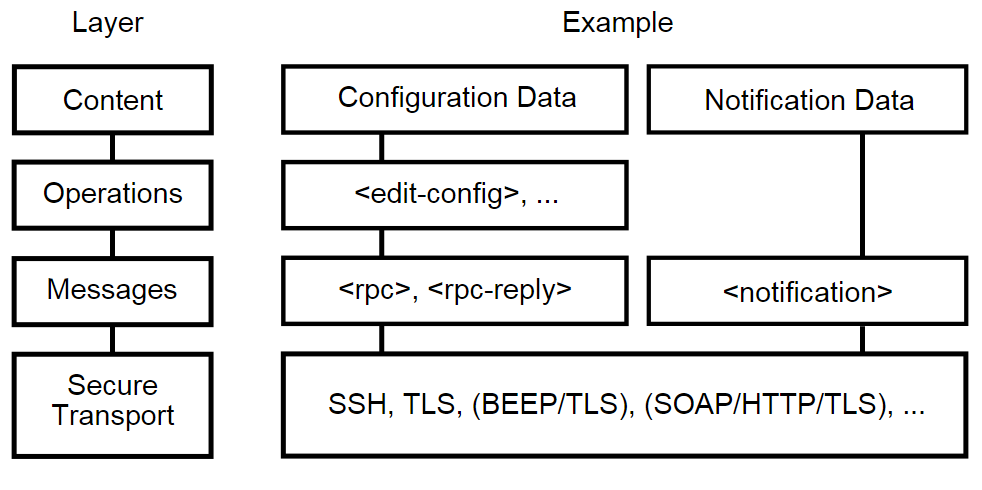 Layer Example
Content Configuration Data Notification Data
Operations <edit-config>, ...
Messages <rpc>, <rpc-reply> <notification>
Secure
Transport
SSH, TLS, (BEEP/TLS), (SOAP/HTTP/TLS), ...